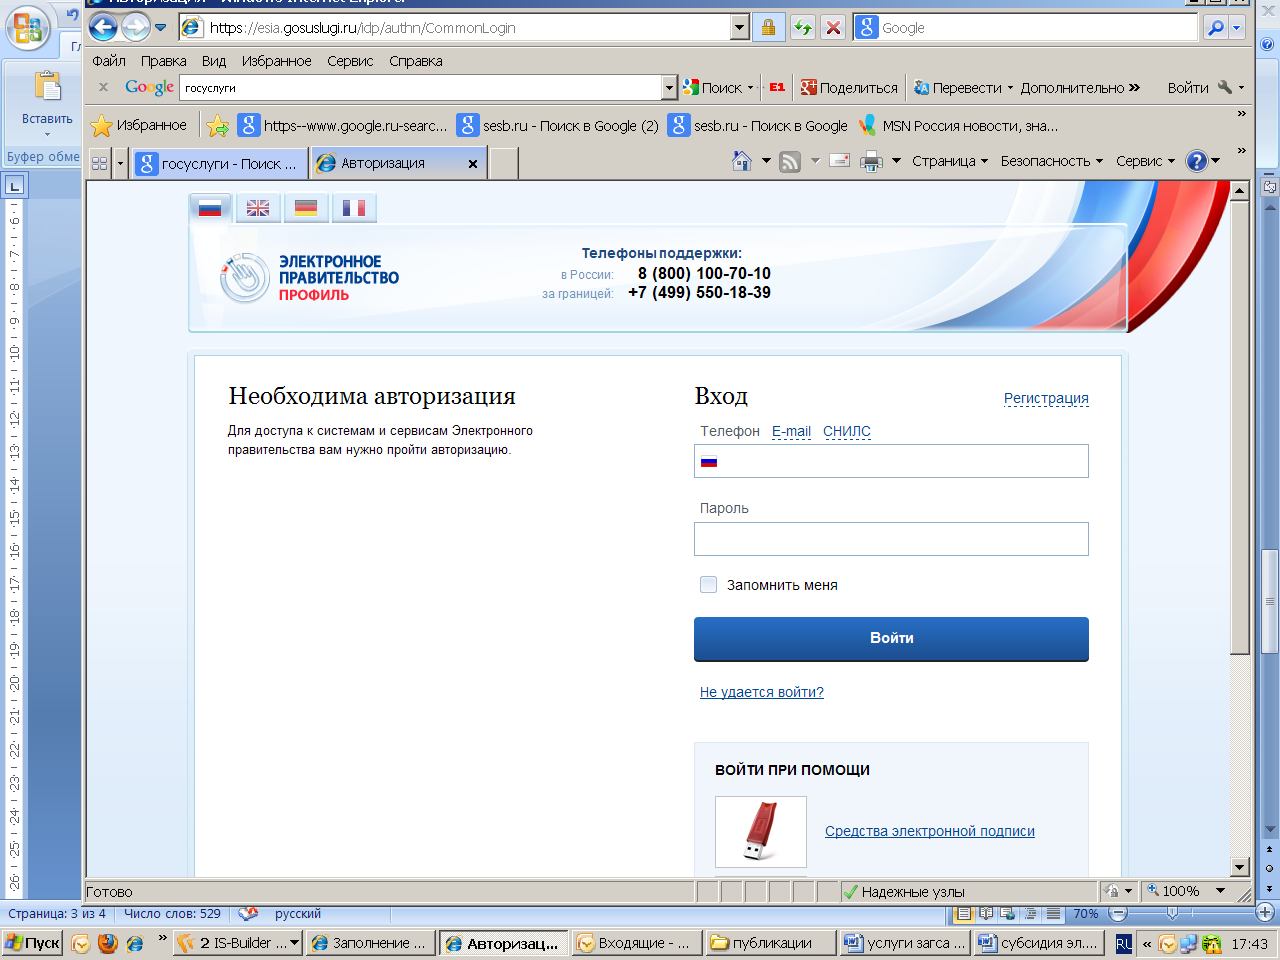 https://esia.gosuslugi.ru/idp/authn/CommonLogin
Google
Файл Правка Вид Избранное Сервис Справка
x Google госуслуги Поиск E1 Поделиться Перевести Дополнительно » Войти
Вставить
Избранное https--www.google.ru-searc... sesb.ru - Поиск в Google (2) sesb.ru - Поиск в Google MSN Россия новости, зна... »
Буфер обме
госуслуги - Поиск ... Авторизация x Страница Безопасность Сервис »
ЭЛЕКТРОННОЕ
ПРАВИТЕЛЬСТВО
ПРОФИЛЬ
Телефоны поддержки:
в России: 8 (800) 100-70-10
за границей: +7 (499) 550-18-39
Необходима авторизация
Для доступа к системам и сервисам Электронного
правительства вам нужно пройти авторизацию.
Вход Регистрация
Телефон E-mail СНИЛС
Пароль
Запомнить меня
Войти
Не удается войти?
ВОЙТИ ПРИ ПОМОЩИ
Средства электронной подписи
Готово Надежные узлы 100%
Страница: 3 из 4 Число слов: 529 русский 70%
Пуск » 2 IS-Builder Заполнение ... Авторизац... Входящие - ... публикации услуги загса ... субсидия эл.... RU « 17:43